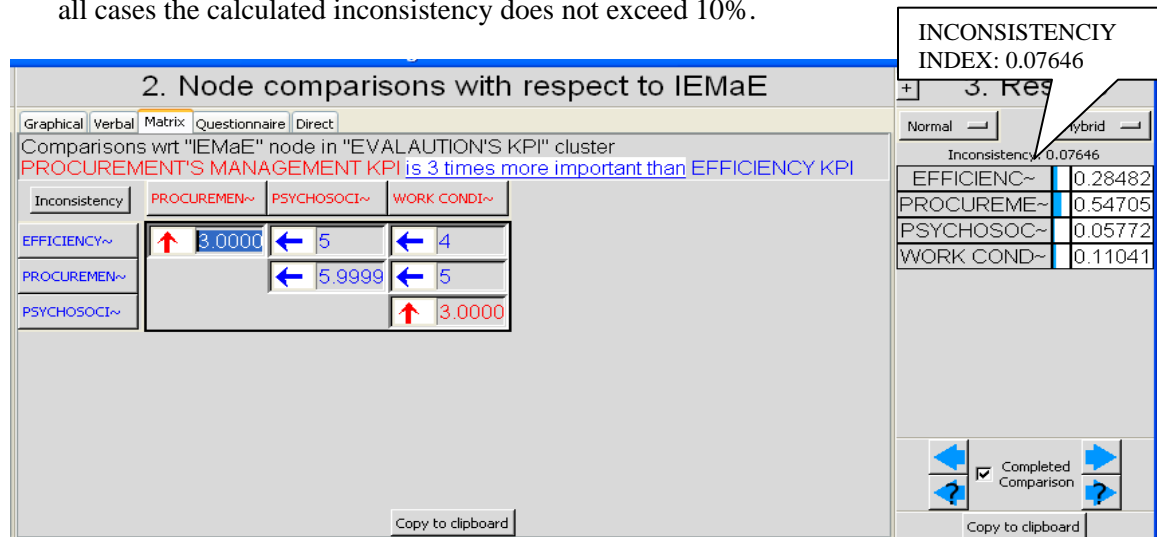 all cases the calculated inconsistency does not exceed 10%.
INCONSISTENCIY
INDEX: 0.07646
2. Node comparisons with respect to IEMaE
+ 3. Res
Graphical Verbal Matrix Questionnaire Direct
Normal ybrid
Comparisons wrt "IEMaE" node in "EVALAUTION'S KPI" cluster
PROCUREMENT'S MANAGEMENT KPI is 3 times more important than EFFICIENCY KPI
Inconsistency 0.07646
Inconsistency PROCUREMEN~ PSYCHOSOCI~ WORK CONDI~
EFFICIENCY~ 3.0000 5 4
PROCUREMEN~ 5.9999 5
PSYCHOSOCI~ 3.0000
EFFICIENC~ 0.28482
PROCUREME~ 0.54705
PSYCHOSOC~ 0.05772
WORK COND~ 0.11041
Completed
Comparison
? ?
Copy to clipboard
Copy to clipboard